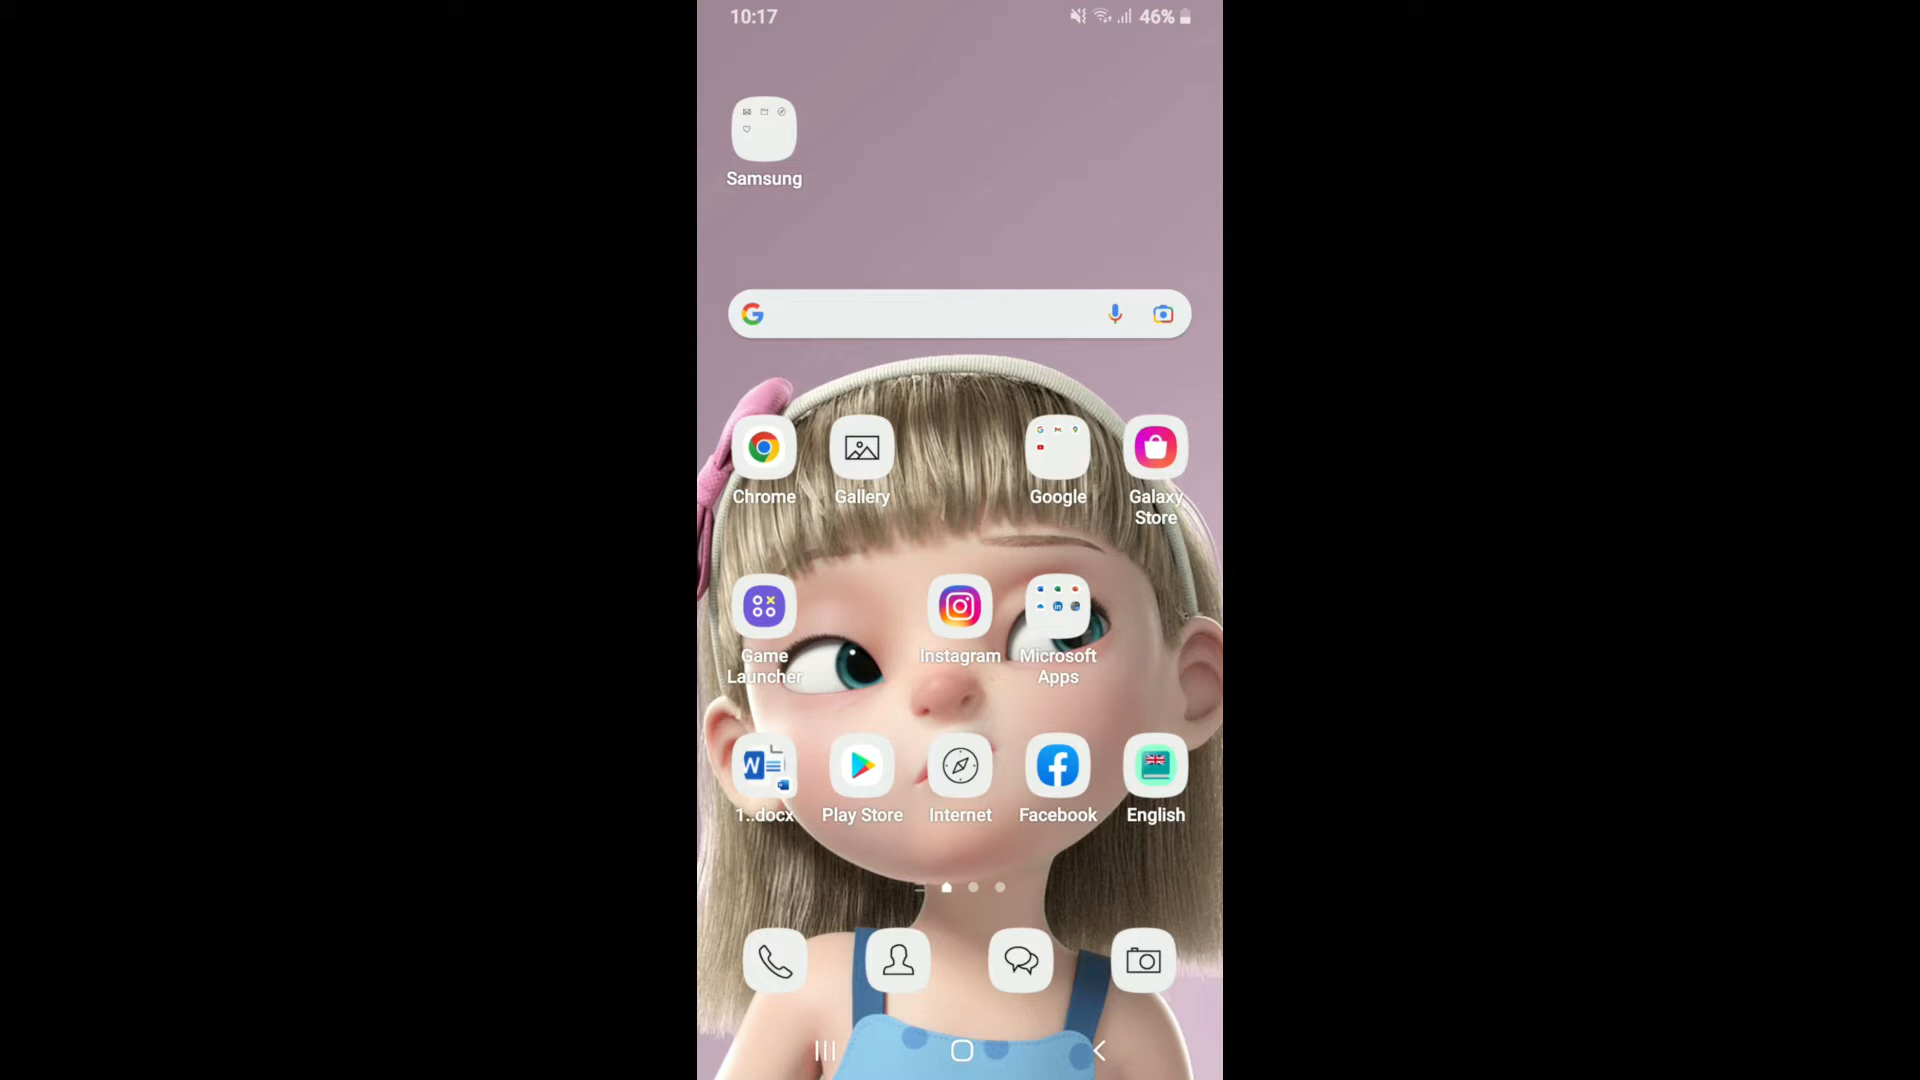 10:17
46%
Samsung
Chrome
Gallery
Google
Galaxy
Store
Game
Launcher
Instagram
Microsoft
Apps
1..docx
Play Store
Internet
Facebook
English